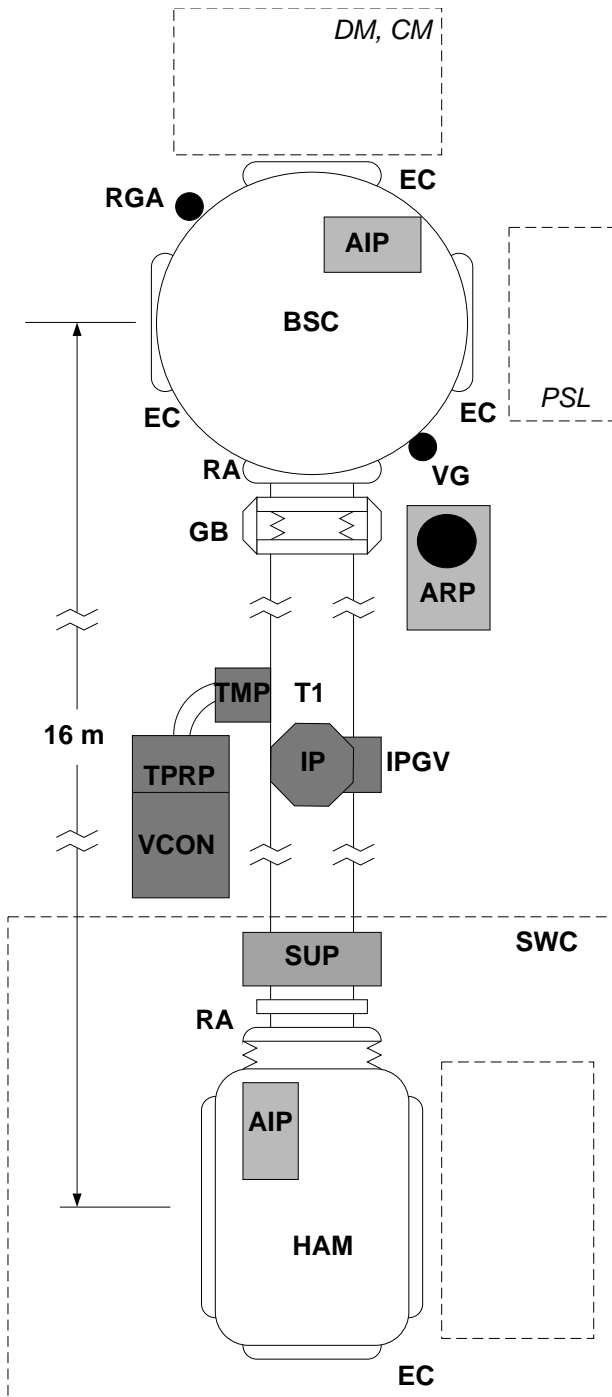 DM, CM
EC
RGA
AIP
BSC
PSL
EC
EC
RA
VG
GB
ARP
TMP
T1
16 m
IP
IPGV
TPRP
VCON
SUP
SWC
RA
AIP
HAM
EC